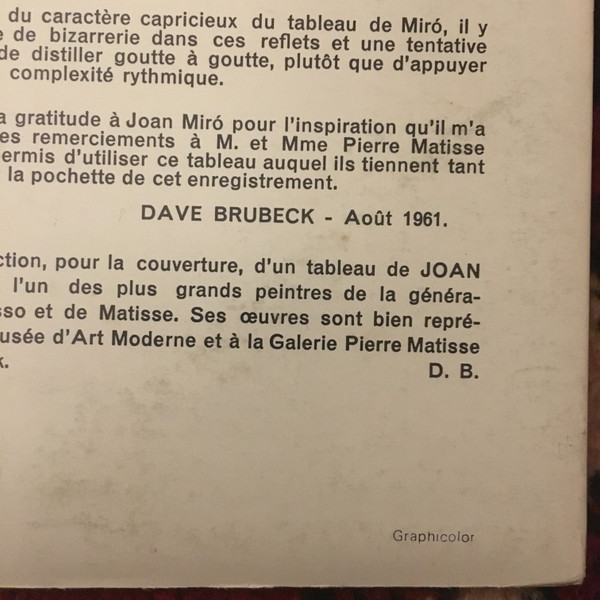 du caractère capricieux du tableau de Miró, il y
de bizarrerie dans ces reflets et une tentative
de distiller goutte à goutte, plutôt que d'appuyer
complexité rythmique.
gratitude à Joan Miró pour l'inspiration qu'il m'a
es remerciements à M. et Mme Pierre Matisse
ermis d'utiliser ce tableau auquel ils tiennent tant
la pochette de cet enregistrement.
DAVE BRUBECK - Août 1961.
ction, pour la couverture, d'un tableau de JOAN
l'un des plus grands peintres de la généra-
sso et de Matisse. Ses œuvres sont bien repré-
usée d'Art Moderne et à la Galerie Pierre Matisse
k. D. B.
Graphicolor